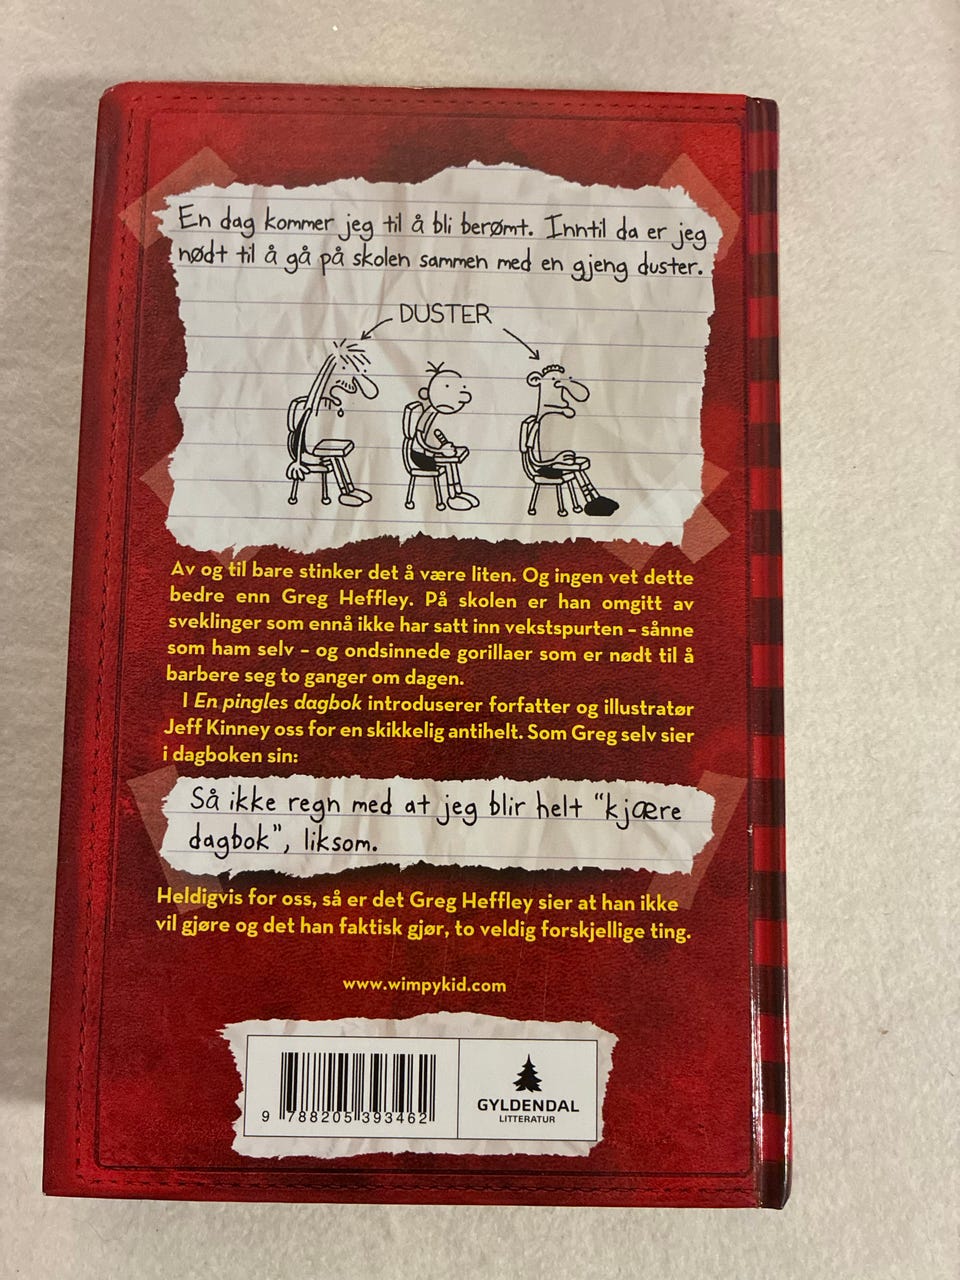 En dag kommer jeg til å bli berømt. Inntil da er jeg
nødt til å gå på skolen sammen med en gjeng duster.
DUSTER
Av og til bare stinker det å være liten. Og ingen vet dette
bedre enn Greg Heffley. På skolen er han omgitt av
sveklinger som ennå ikke har satt inn vekstspurten – sånne
som ham selv – og ondsinnede gorillaer som er nødt til å
barbere seg to ganger om dagen.
I En pingles dagbok introduserer forfatter og illustratør
Jeff Kinney oss for en skikkelig antihelt. Som Greg selv sier
i dagboken sin:
Så ikke regn med at jeg blir helt “kjære
dagbok”, liksom.
Heldigvis for oss, så er det Greg Heffley sier at han ikke
vil gjøre og det han faktisk gjør, to veldig forskjellige ting.
www.wimpykid.com
9 788205 393462
GYLDENDAL
LITTERATUR